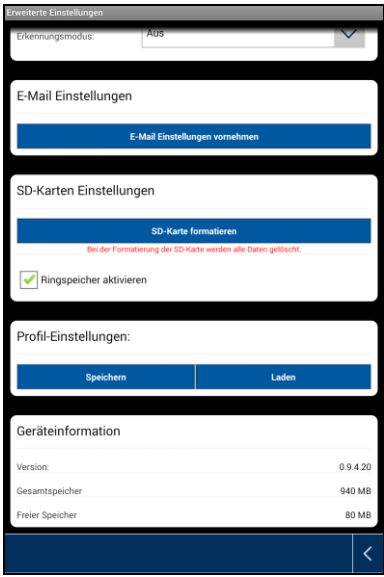 Erweiterte Einstellungen
Erkennungsmodus: Aus
E-Mail Einstellungen
E-Mail Einstellungen vornehmen
SD-Karten Einstellungen
SD-Karte formatieren
Bei der Formatierung der SD-Karte werden alle Daten gelöscht.
Ringspeicher aktivieren
Profil-Einstellungen:
Speichern Laden
Geräteinformation
Version: 0.9.4.20
Gesamtspeicher 940 MB
Freier Speicher 80 MB